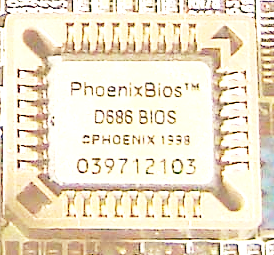 PhoenixBios™
D686 BIOS
©PHOENIX 1998
039712103